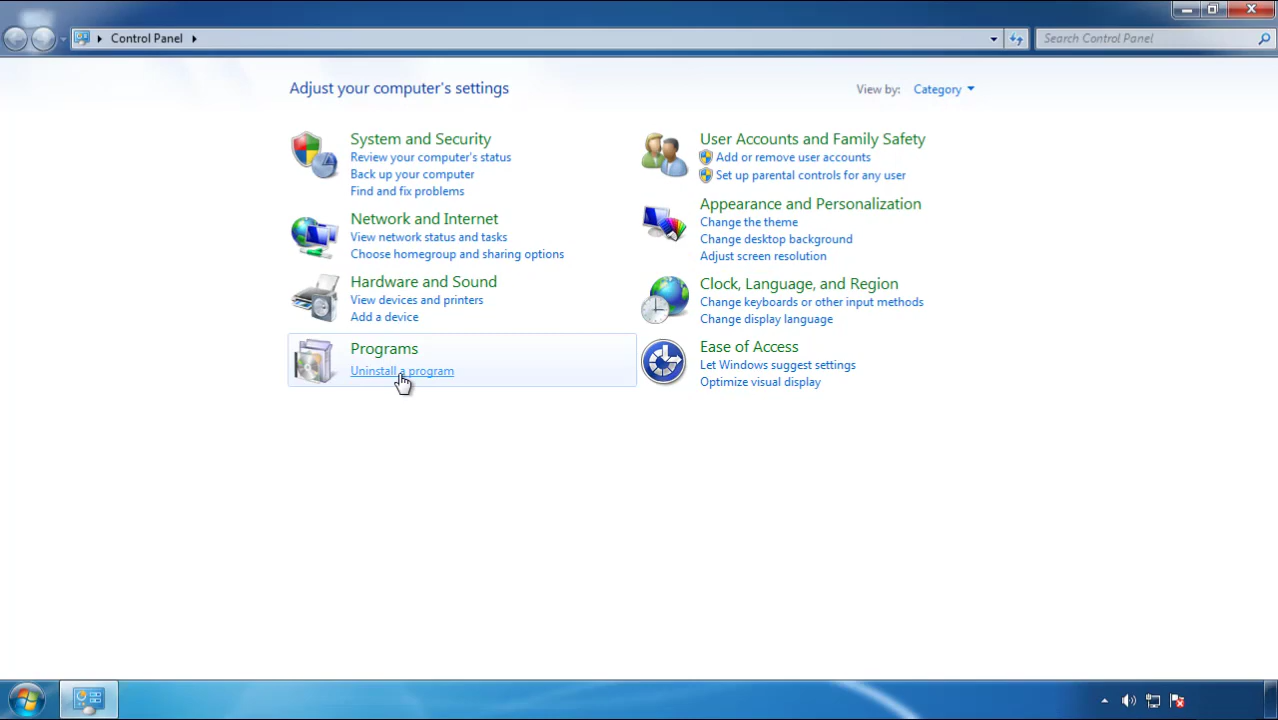 Control Panel
Search Control Panel
Adjust your computer's settings
View by: Category
System and Security
Review your computer's status
Back up your computer
Find and fix problems
Network and Internet
View network status and tasks
Choose homegroup and sharing options
Hardware and Sound
View devices and printers
Add a device
Programs
Uninstall a program
User Accounts and Family Safety
Add or remove user accounts
Set up parental controls for any user
Appearance and Personalization
Change the theme
Change desktop background
Adjust screen resolution
Clock, Language, and Region
Change keyboards or other input methods
Change display language
Ease of Access
Let Windows suggest settings
Optimize visual display